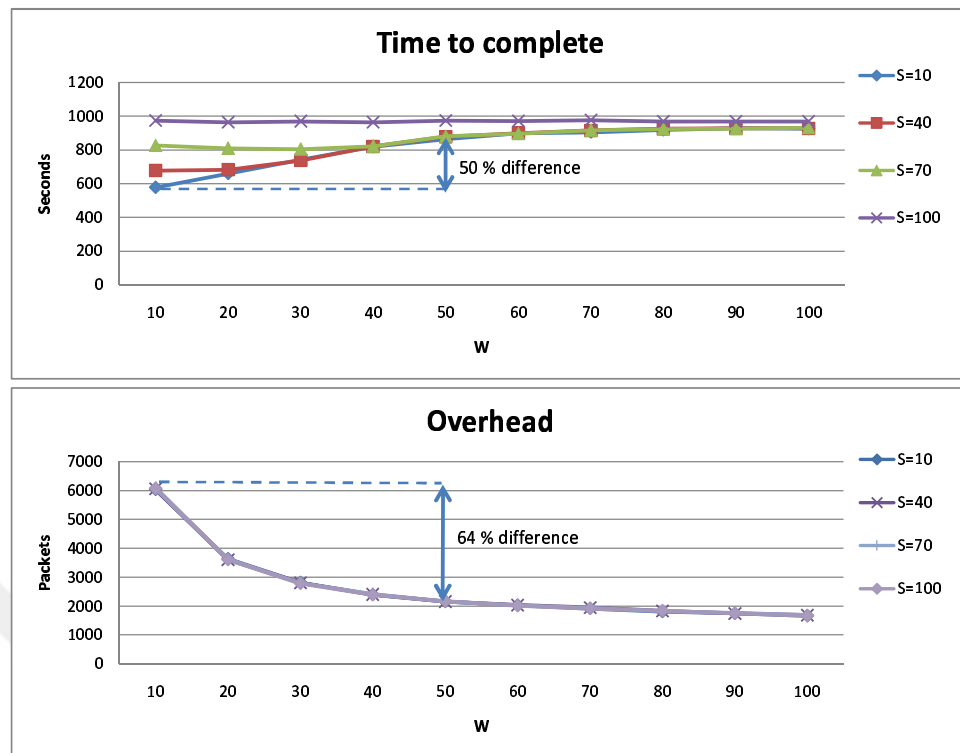 Time to complete
1200
1000
800
600
400
200
0
Seconds
10 20 30 40 50 60 70 80 90 100
W
50 % difference
S=10
S=40
S=70
S=100
Overhead
7000
6000
5000
4000
3000
2000
1000
0
Packets
10 20 30 40 50 60 70 80 90 100
W
64 % difference
S=10
S=40
S=70
S=100